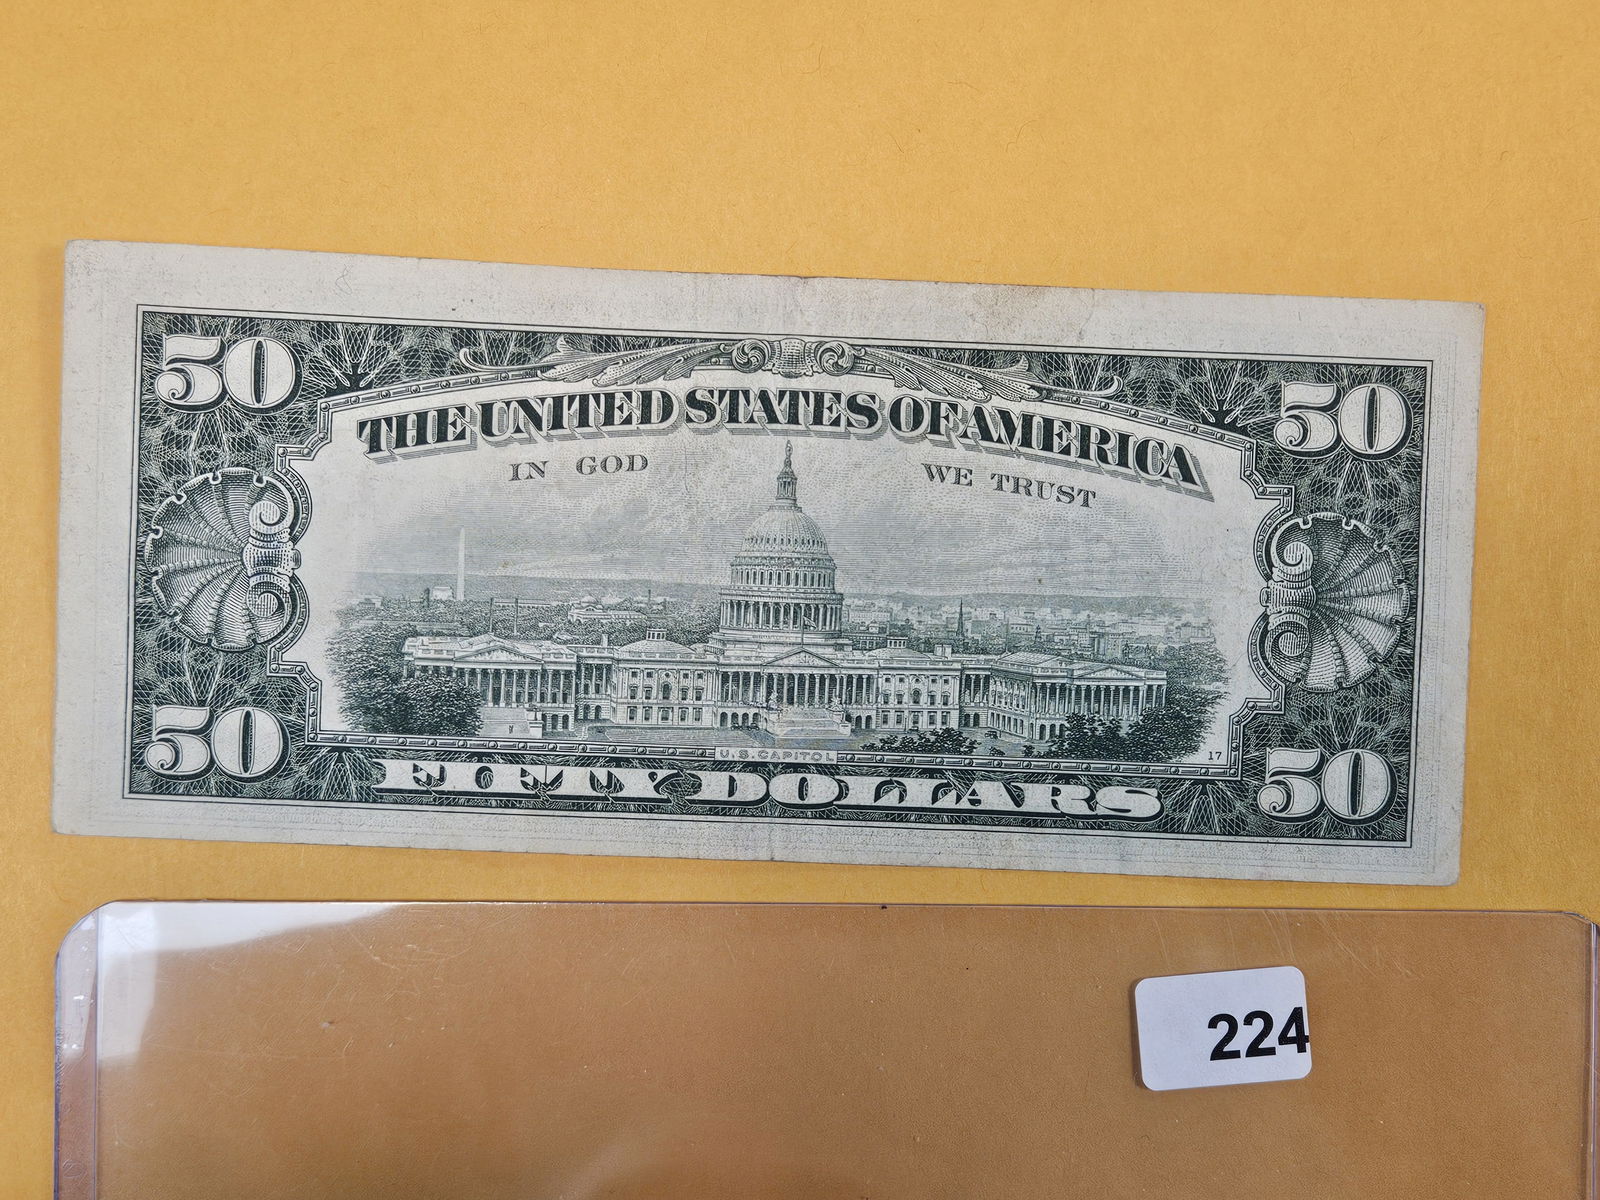 50 50
THE UNITED STATES OF AMERICA
IN GOD WE TRUST
U.S. CAPITOL
17
50 FIFTY DOLLARS 50
224